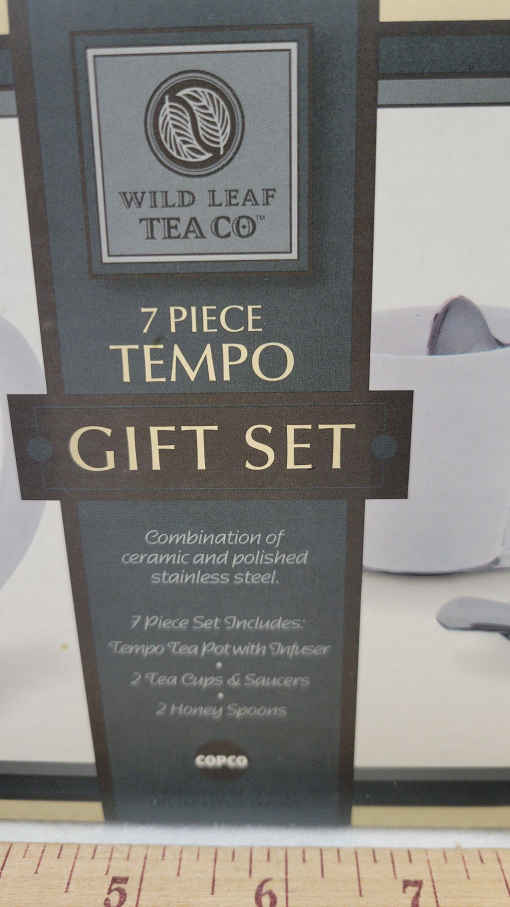 WILD LEAF
TEA CO™
7 PIECE
TEMPO
GIFT SET
Combination of
ceramic and polished
stainless steel.
7 Piece Set Includes:
Tempo Tea Pot with Infuser
•
2 Tea Cups & Saucers
•
2 Honey Spoons
COPCO
5 6 7